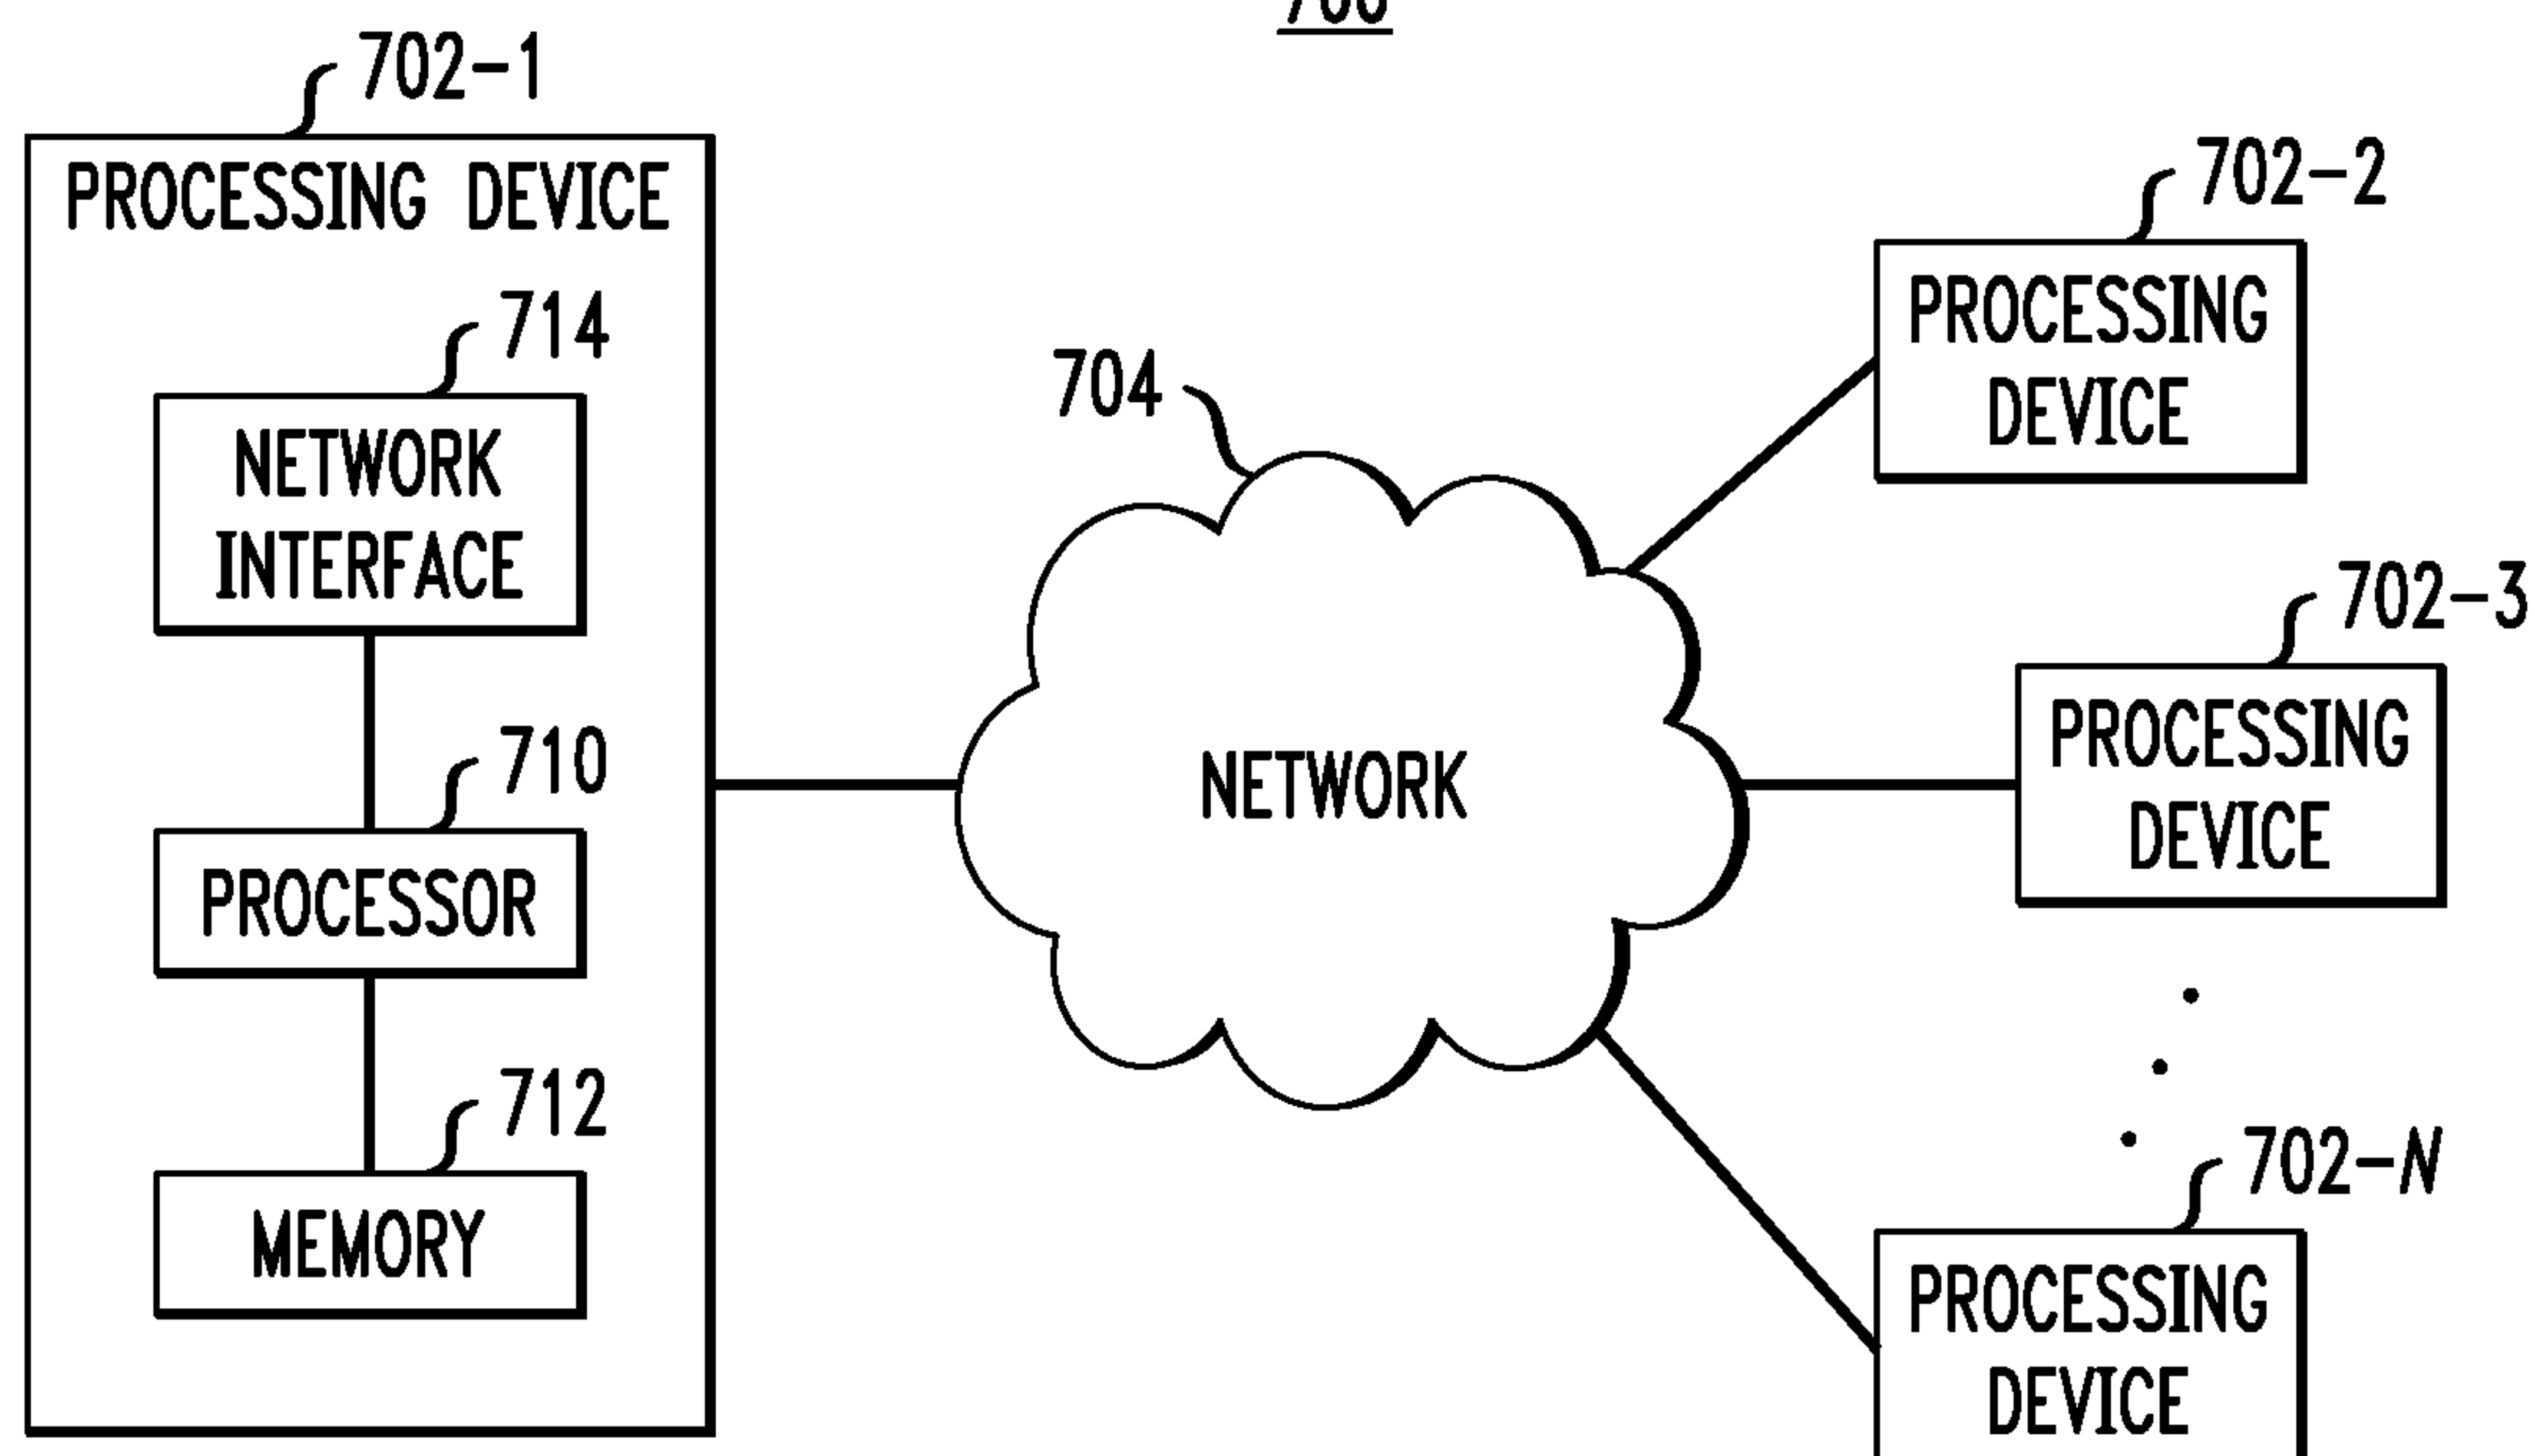 702-1
PROCESSING DEVICE
714
NETWORK
INTERFACE
710
PROCESSOR
712
MEMORY
704
NETWORK
702-2
PROCESSING
DEVICE
702-3
PROCESSING
DEVICE
702-N
PROCESSING
DEVICE